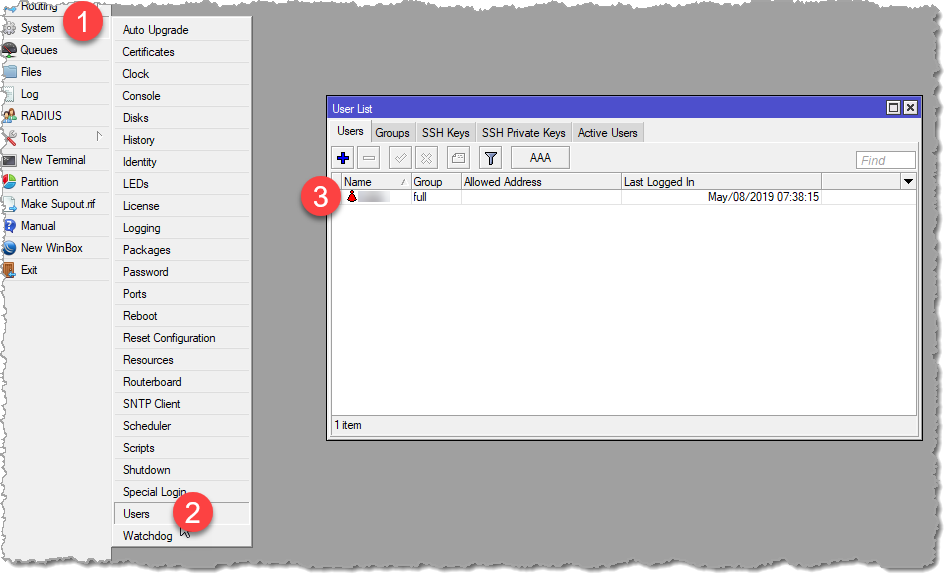 Routing
System
1
Queues
Files
Log
RADIUS
Tools
New Terminal
Partition
Make Supout.rif
Manual
New WinBox
Exit
Auto Upgrade
Certificates
Clock
Console
Disks
History
Identity
LEDs
License
Logging
Packages
Password
Ports
Reboot
Reset Configuration
Resources
Routerboard
SNTP Client
Scheduler
Scripts
Shutdown
Special Login
Users
2
Watchdog
User List
Users Groups SSH Keys SSH Private Keys Active Users
AAA Find
Name Group Allowed Address Last Logged In
3 full May/08/2019 07:38:15
1 item